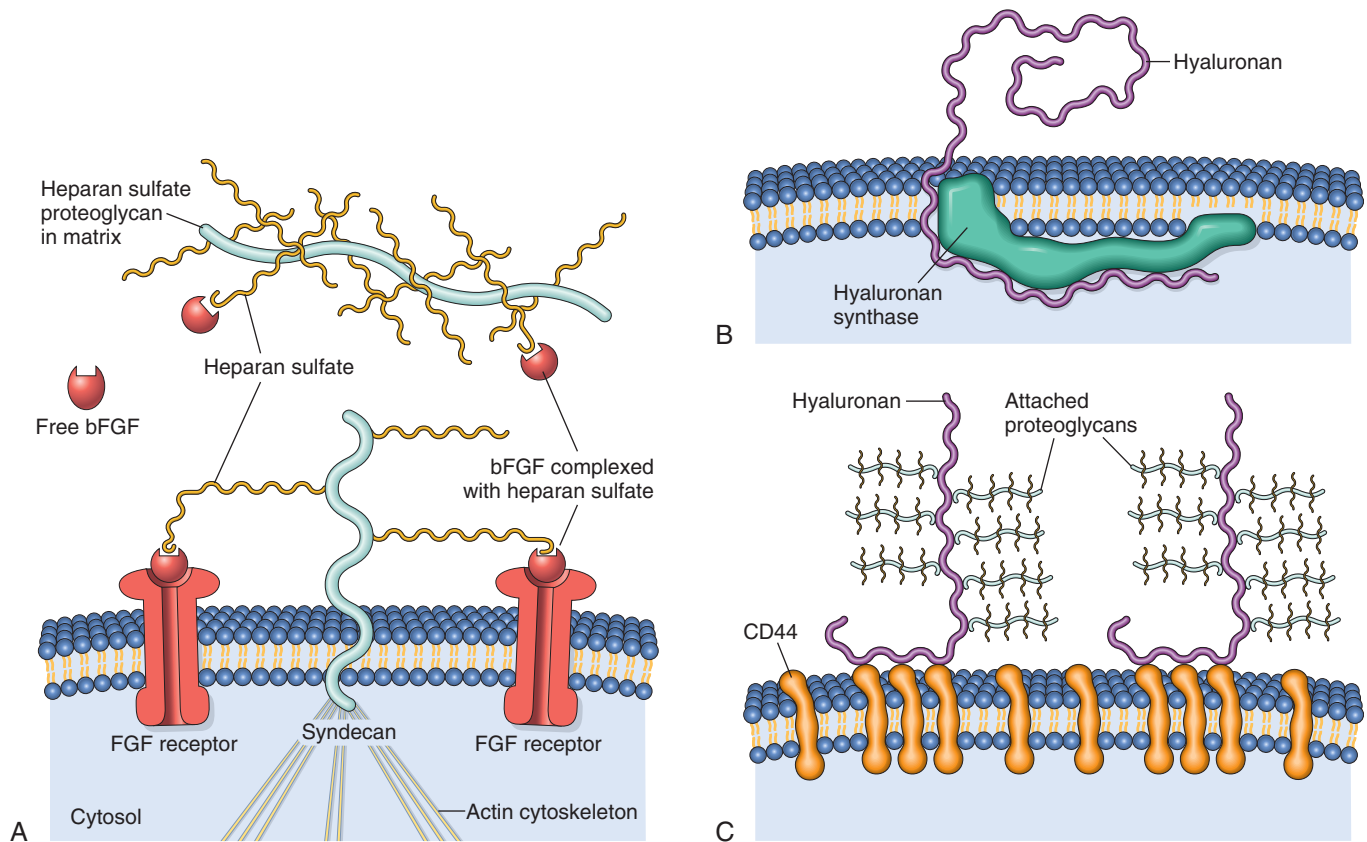 Heparan sulfate
proteoglycan
in matrix
Heparan sulfate
Free bFGF
bFGF complexed
with heparan sulfate
FGF receptor
Syndecan
FGF receptor
Cytosol
Actin cytoskeleton
A
Hyaluronan
Hyaluronan
synthase
B
Hyaluronan
Attached
proteoglycans
CD44
C